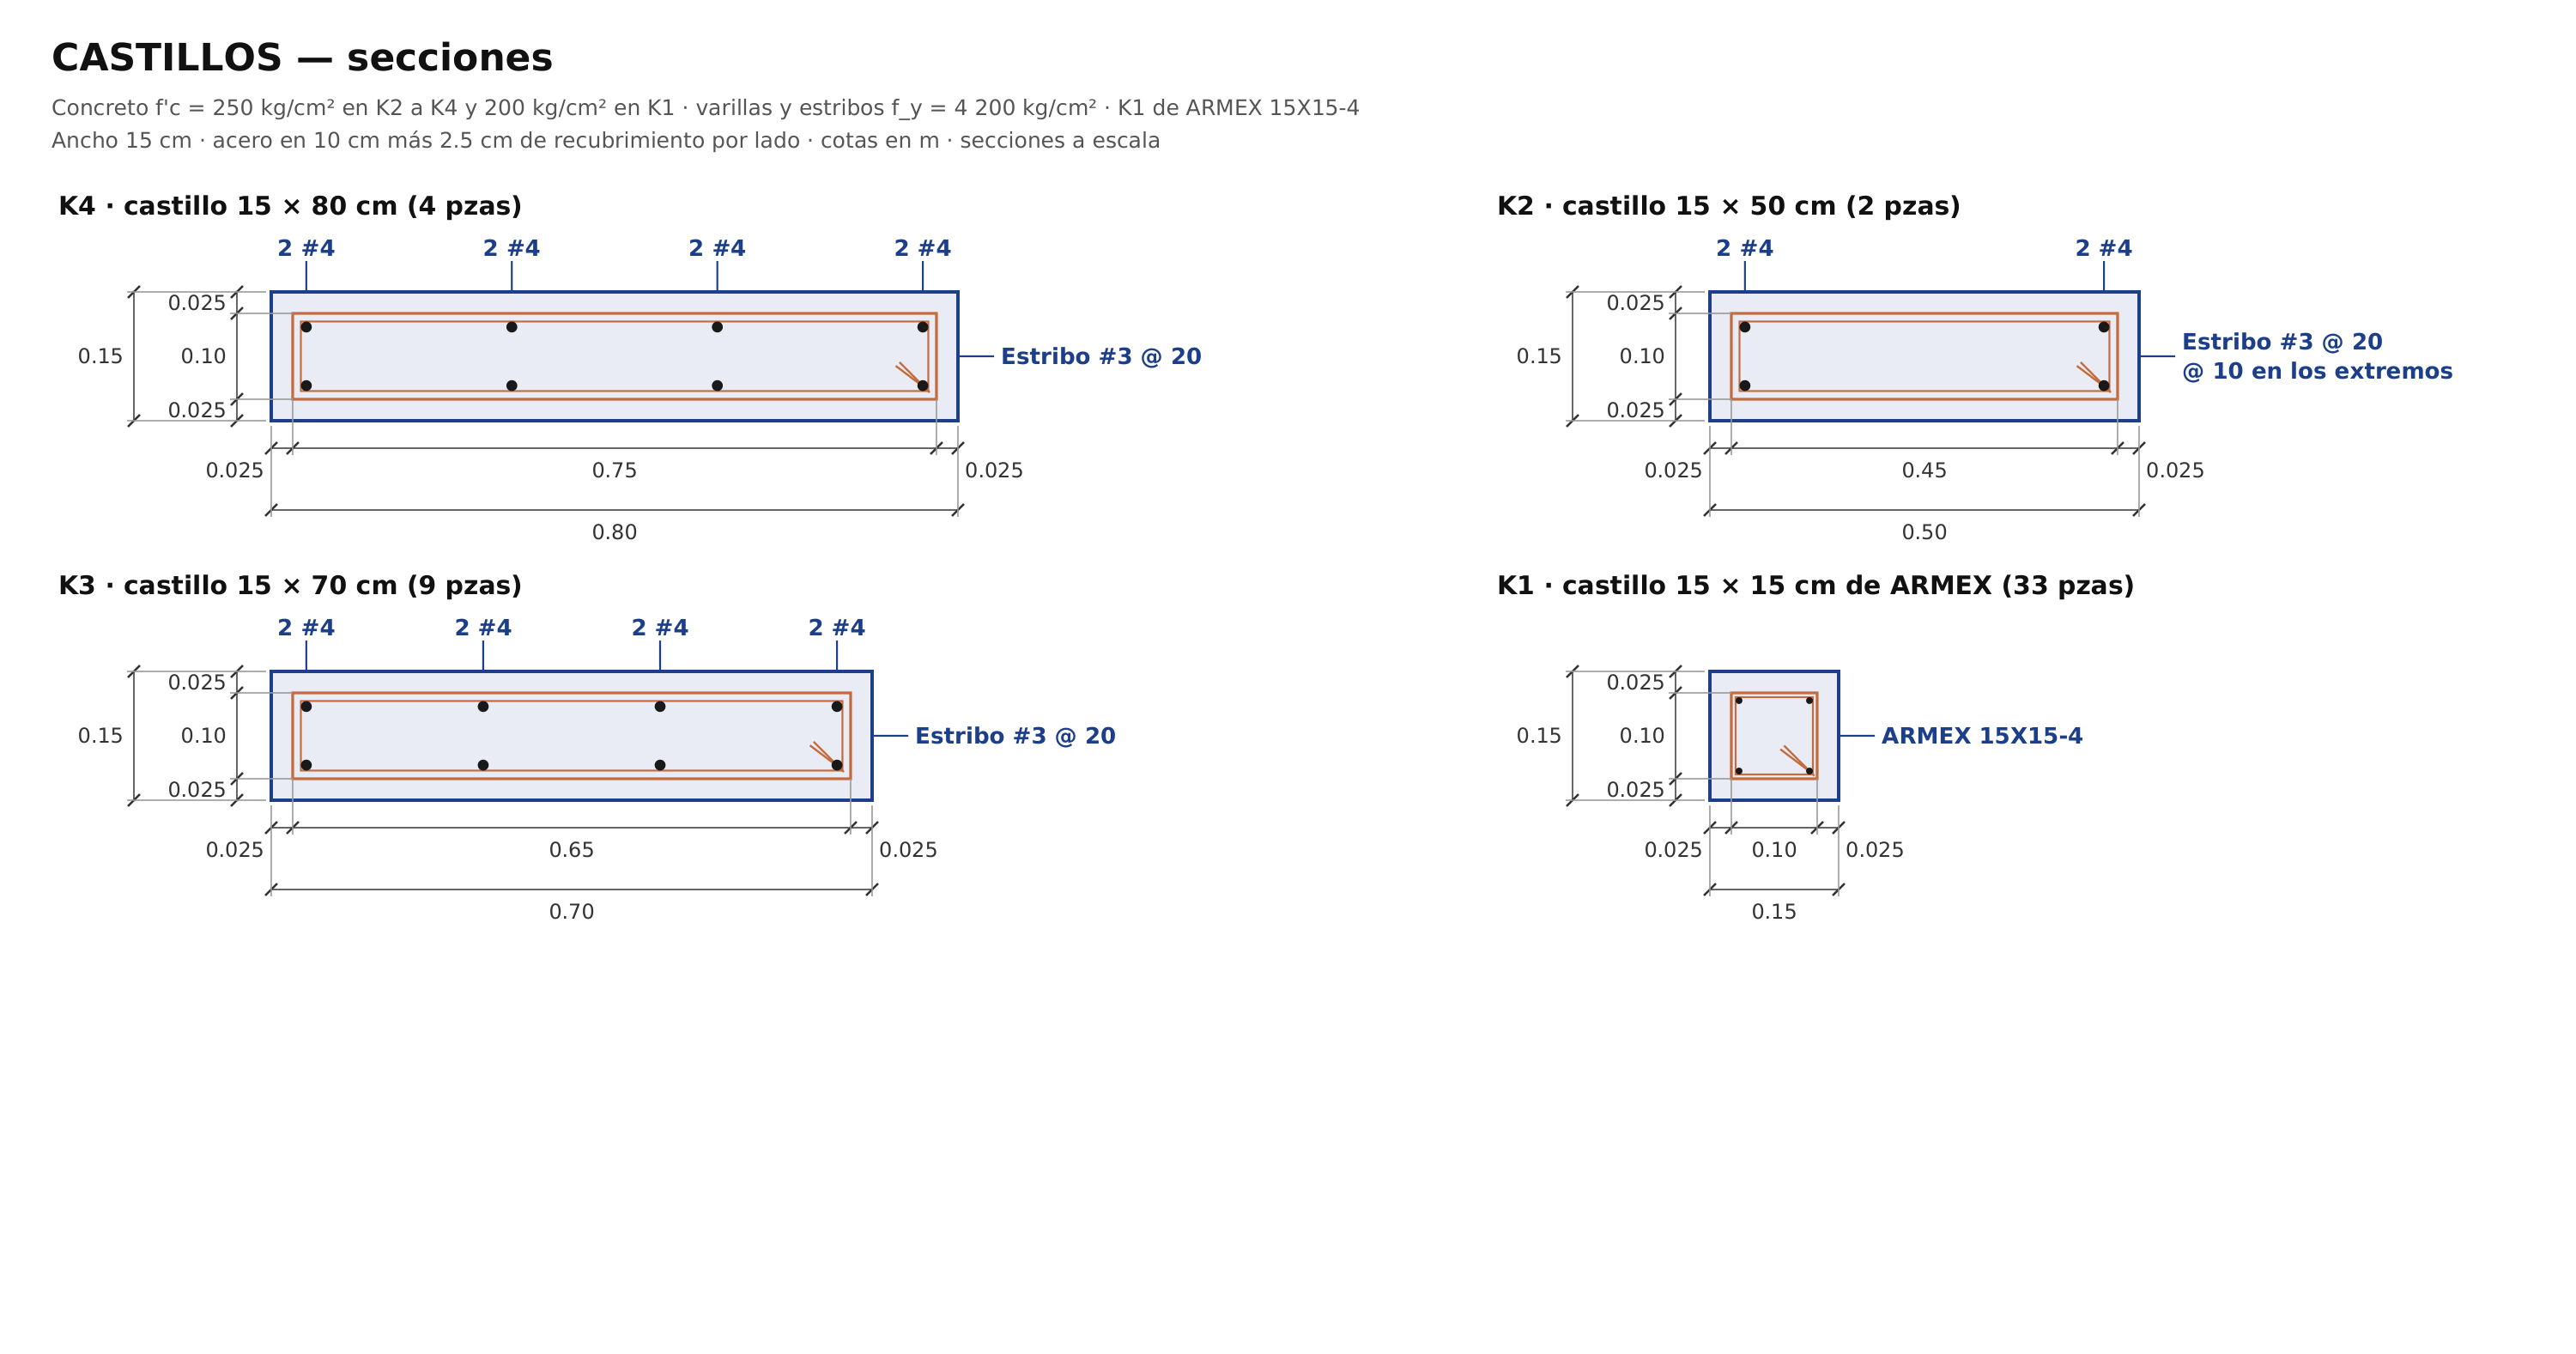 CASTILLOS — secciones
Concreto f'c = 250 kg/cm² en K2 a K4 y 200 kg/cm² en K1 · varillas y estribos f_y = 4 200 kg/cm² · K1 de ARMEX 15X15-4
Ancho 15 cm · acero en 10 cm más 2.5 cm de recubrimiento por lado · cotas en m · secciones a escala
K4 · castillo 15 × 80 cm (4 pzas)
2 #4 2 #4 2 #4 2 #4
0.025
0.15 0.10
0.025
Estribo #3 @ 20
0.025 0.75 0.025
0.80
K2 · castillo 15 × 50 cm (2 pzas)
2 #4 2 #4
0.025
0.15 0.10
0.025
Estribo #3 @ 20
@ 10 en los extremos
0.025 0.45 0.025
0.50
K3 · castillo 15 × 70 cm (9 pzas)
2 #4 2 #4 2 #4 2 #4
0.025
0.15 0.10
0.025
Estribo #3 @ 20
0.025 0.65 0.025
0.70
K1 · castillo 15 × 15 cm de ARMEX (33 pzas)
0.025
0.15 0.10
0.025
ARMEX 15X15-4
0.025 0.10 0.025
0.15